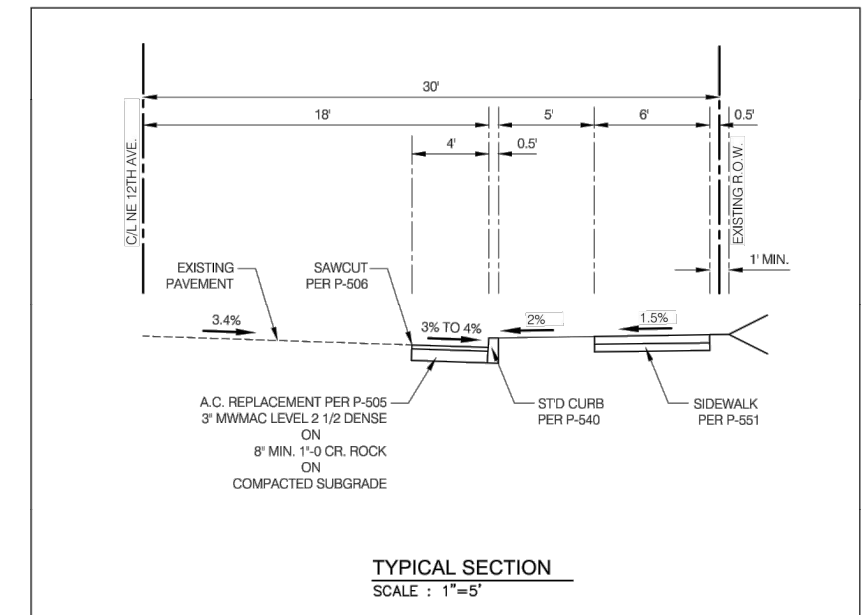 30'
18'
5'
6'
0.5'
4'
0.5'
C/L NE 12TH AVE.
EXISTING R.O.W.
1' MIN.
EXISTING
PAVEMENT
SAWCUT
PER P-506
3.4%
3% TO 4%
2%
1.5%
A.C. REPLACEMENT PER P-505
3" MWMAC LEVEL 2 1/2 DENSE
ON
8" MIN. 1"-0 CR. ROCK
ON
COMPACTED SUBGRADE
ST'D CURB
PER P-540
SIDEWALK
PER P-551
TYPICAL SECTION
SCALE : 1"=5'